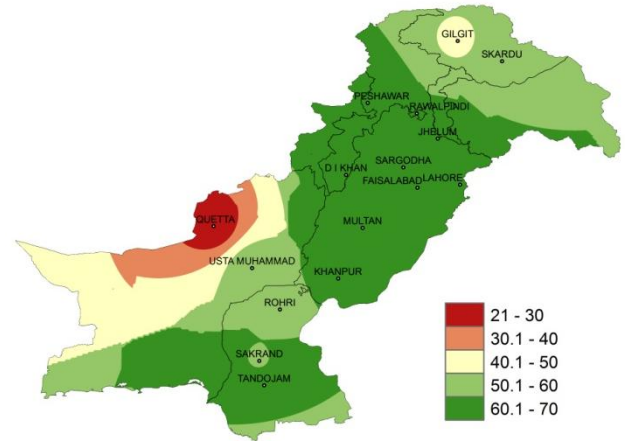 GILGIT
SKARDU
PESHAWAR
RAWALPINDI
JHELUM
SARGODHA
D I KHAN
FAISALABAD
LAHORE
QUETTA
MULTAN
USTA MUHAMMAD
KHANPUR
ROHRI
SAKRAND
TANDOJAM
21 - 30
30.1 - 40
40.1 - 50
50.1 - 60
60.1 - 70